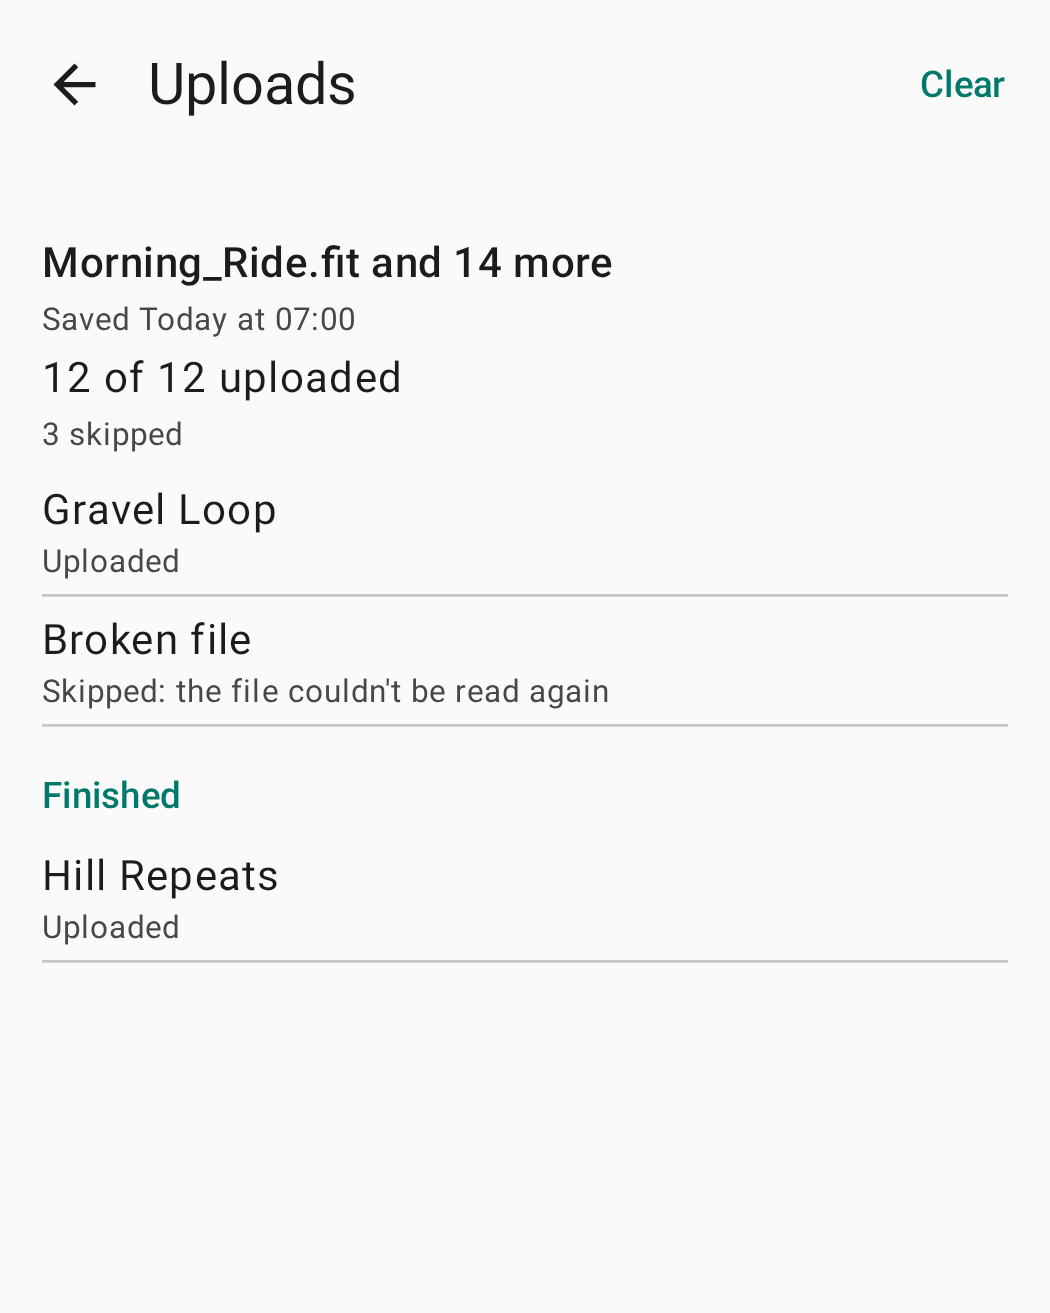 Uploads
Clear
Morning_Ride.fit and 14 more
Saved Today at 07:00
12 of 12 uploaded
3 skipped
Gravel Loop
Uploaded
Broken file
Skipped: the file couldn't be read again
Finished
Hill Repeats
Uploaded